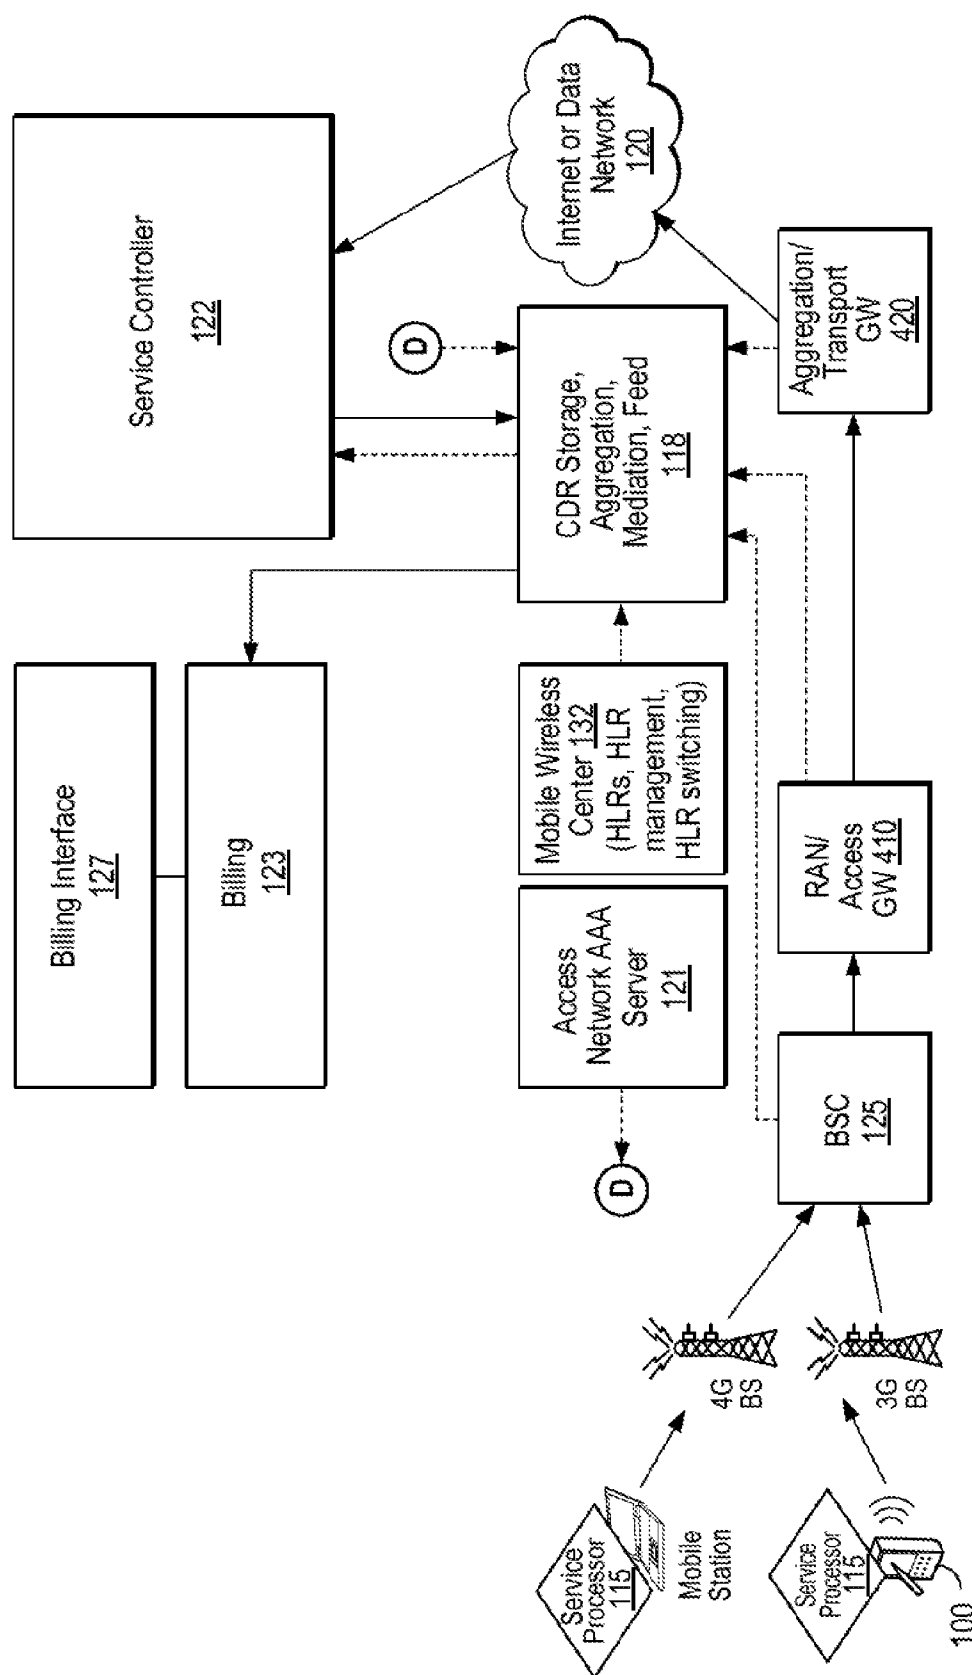 Billing Interface
127
Billing
123
Service Controller
122
D
Access
Network AAA
Server
121
D
Mobile Wireless
Center 132
(HLRs, HLR
management,
HLR switching)
CDR Storage,
Aggregation,
Mediation, Feed
118
Internet or Data
Network
120
Service
Processor
115
Mobile
Station
4G
BS
Service
Processor
115
100
3G
BS
BSC
125
RAN/
Access
GW 410
Aggregation/
Transport
GW
420